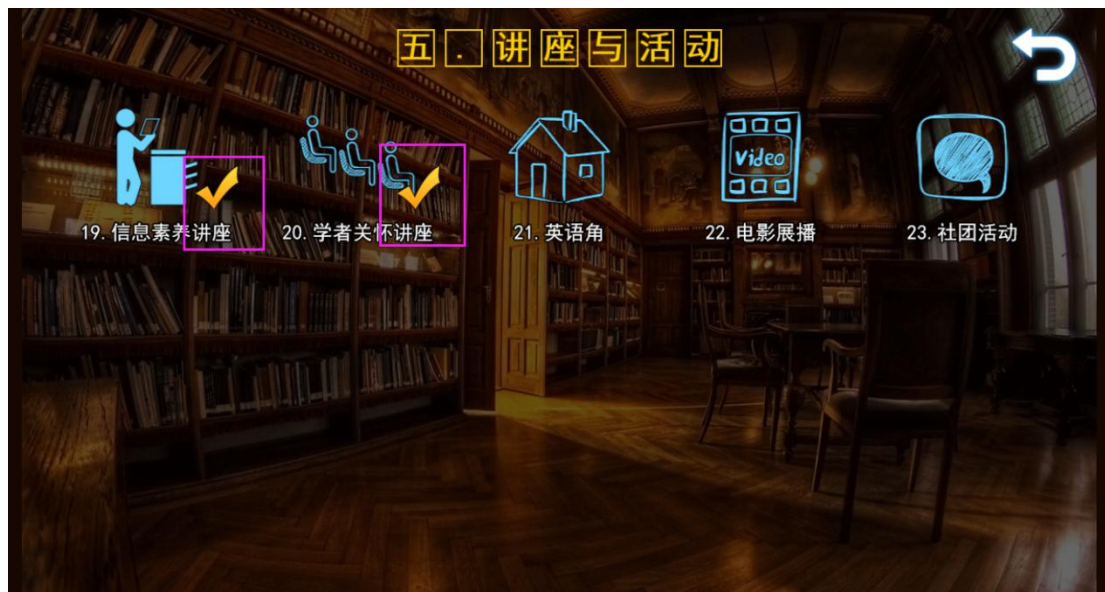 五.讲座与活动
Video
19.信息素养讲座
20.学者关怀讲座
21.英语角
22.电影展播
23.社团活动